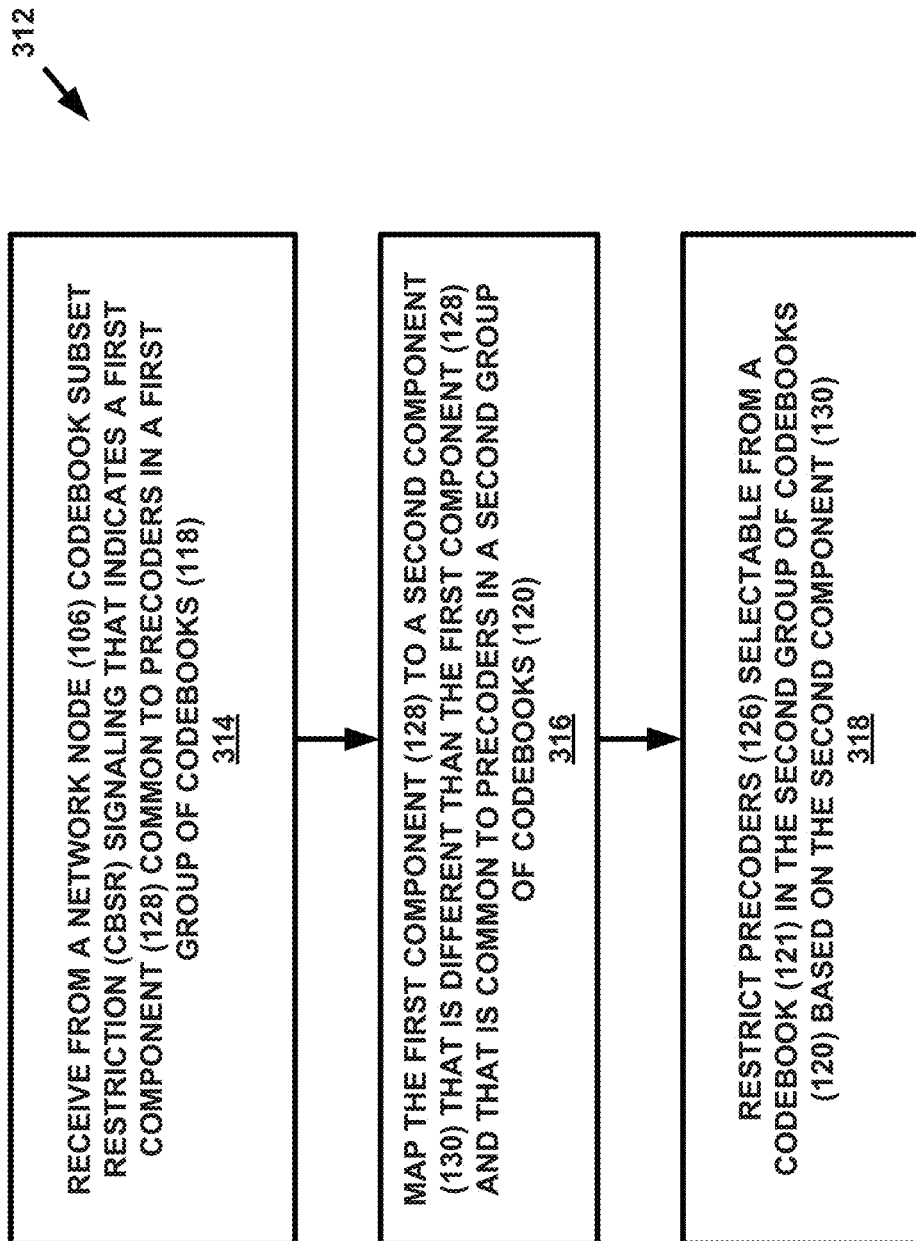 312
RECEIVE FROM A NETWORK NODE (106) CODEBOOK SUBSET
RESTRICTION (CBSR) SIGNALING THAT INDICATES A FIRST
COMPONENT (128) COMMON TO PRECODERS IN A FIRST
GROUP OF CODEBOOKS (118)
314
MAP THE FIRST COMPONENT (128) TO A SECOND COMPONENT
(130) THAT IS DIFFERENT THAN THE FIRST COMPONENT (128)
AND THAT IS COMMON TO PRECODERS IN A SECOND GROUP
OF CODEBOOKS (120)
316
RESTRICT PRECODERS (126) SELECTABLE FROM A
CODEBOOK (121) IN THE SECOND GROUP OF CODEBOOKS
(120) BASED ON THE SECOND COMPONENT (130)
318